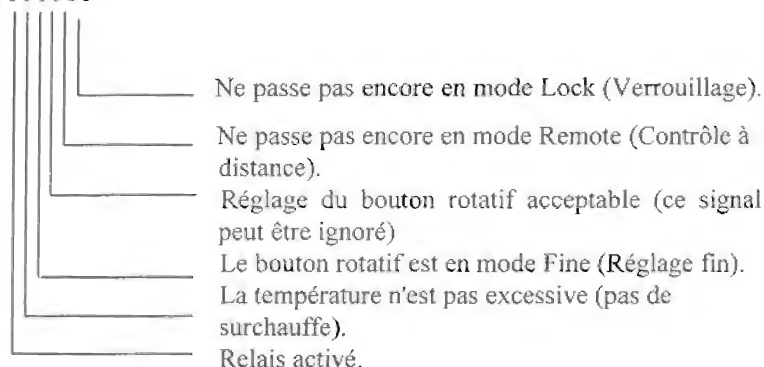 Ne passe pas encore en mode Lock (Verrouillage).
Ne passe pas encore en mode Remote (Contrôle à
distance).
Réglage du bouton rotatif acceptable (ce signal
peut être ignoré)
Le bouton rotatif est en mode Fine (Réglage fin).
La température n'est pas excessive (pas de
surchauffe).
Relais activé.